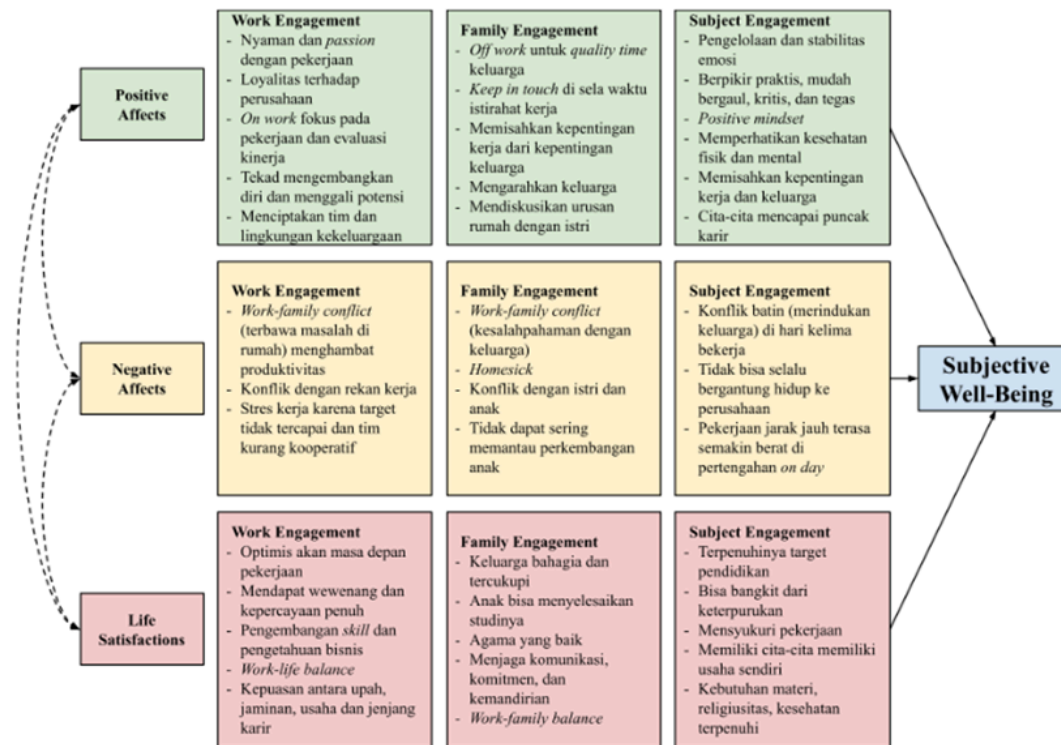 Positive
Affects
Work Engagement
- Nyaman dan passion
dengan pekerjaan
- Loyalitas terhadap
perusahaan
- On work fokus pada
pekerjaan dan evaluasi
kinerja
- Tekad mengembangkan
diri dan menggali potensi
- Menciptakan tim dan
lingkungan kekeluargaan
Family Engagement
- Off work untuk quality time
keluarga
- Keep in touch di sela waktu
istirahat kerja
- Memisahkan kepentingan
kerja dari kepentingan
keluarga
- Mengarahkan keluarga
- Mendiskusikan urusan
rumah dengan istri
Subject Engagement
- Pengelolaan dan stabilitas
emosi
- Berpikir praktis, mudah
bergaul, kritis, dan tegas
- Positive mindset
- Memperhatikan kesehatan
fisik dan mental
- Memisahkan kepentingan
kerja dan keluarga
- Cita-cita mencapai puncak
karir
Negative
Affects
Work Engagement
- Work-family conflict
(terbawa masalah di
rumah) menghambat
produktivitas
- Konflik dengan rekan kerja
- Stres kerja karena target
tidak tercapai dan tim
kurang kooperatif
Family Engagement
- Work-family conflict
(kesalahpahaman dengan
keluarga)
- Homesick
- Konflik dengan istri dan
anak
- Tidak dapat sering
memantau perkembangan
anak
Subject Engagement
- Konflik batin (merindukan
keluarga) di hari kelima
bekerja
- Tidak bisa selalu
bergantung hidup ke
perusahaan
- Pekerjaan jarak jauh terasa
semakin berat di
pertengahan on day
Subjective
Well-Being
Life
Satisfactions
Work Engagement
- Optimis akan masa depan
pekerjaan
- Mendapat wewenang dan
kepercayaan penuh
- Pengembangan skill dan
pengetahuan bisnis
- Work-life balance
- Kepuasan antara upah,
jaminan, usaha dan jenjang
karir
Family Engagement
- Keluarga bahagia dan
tercukupi
- Anak bisa menyelesaikan
studinya
- Agama yang baik
- Menjaga komunikasi,
komitmen, dan
kemandirian
- Work-family balance
Subject Engagement
- Terpenuhinya target
pendidikan
- Bisa bangkit dari
keterpurukan
- Mensyukuri pekerjaan
- Memiliki cita-cita memiliki
usaha sendiri
- Kebutuhan materi,
religiusitas, kesehatan
terpenuhi